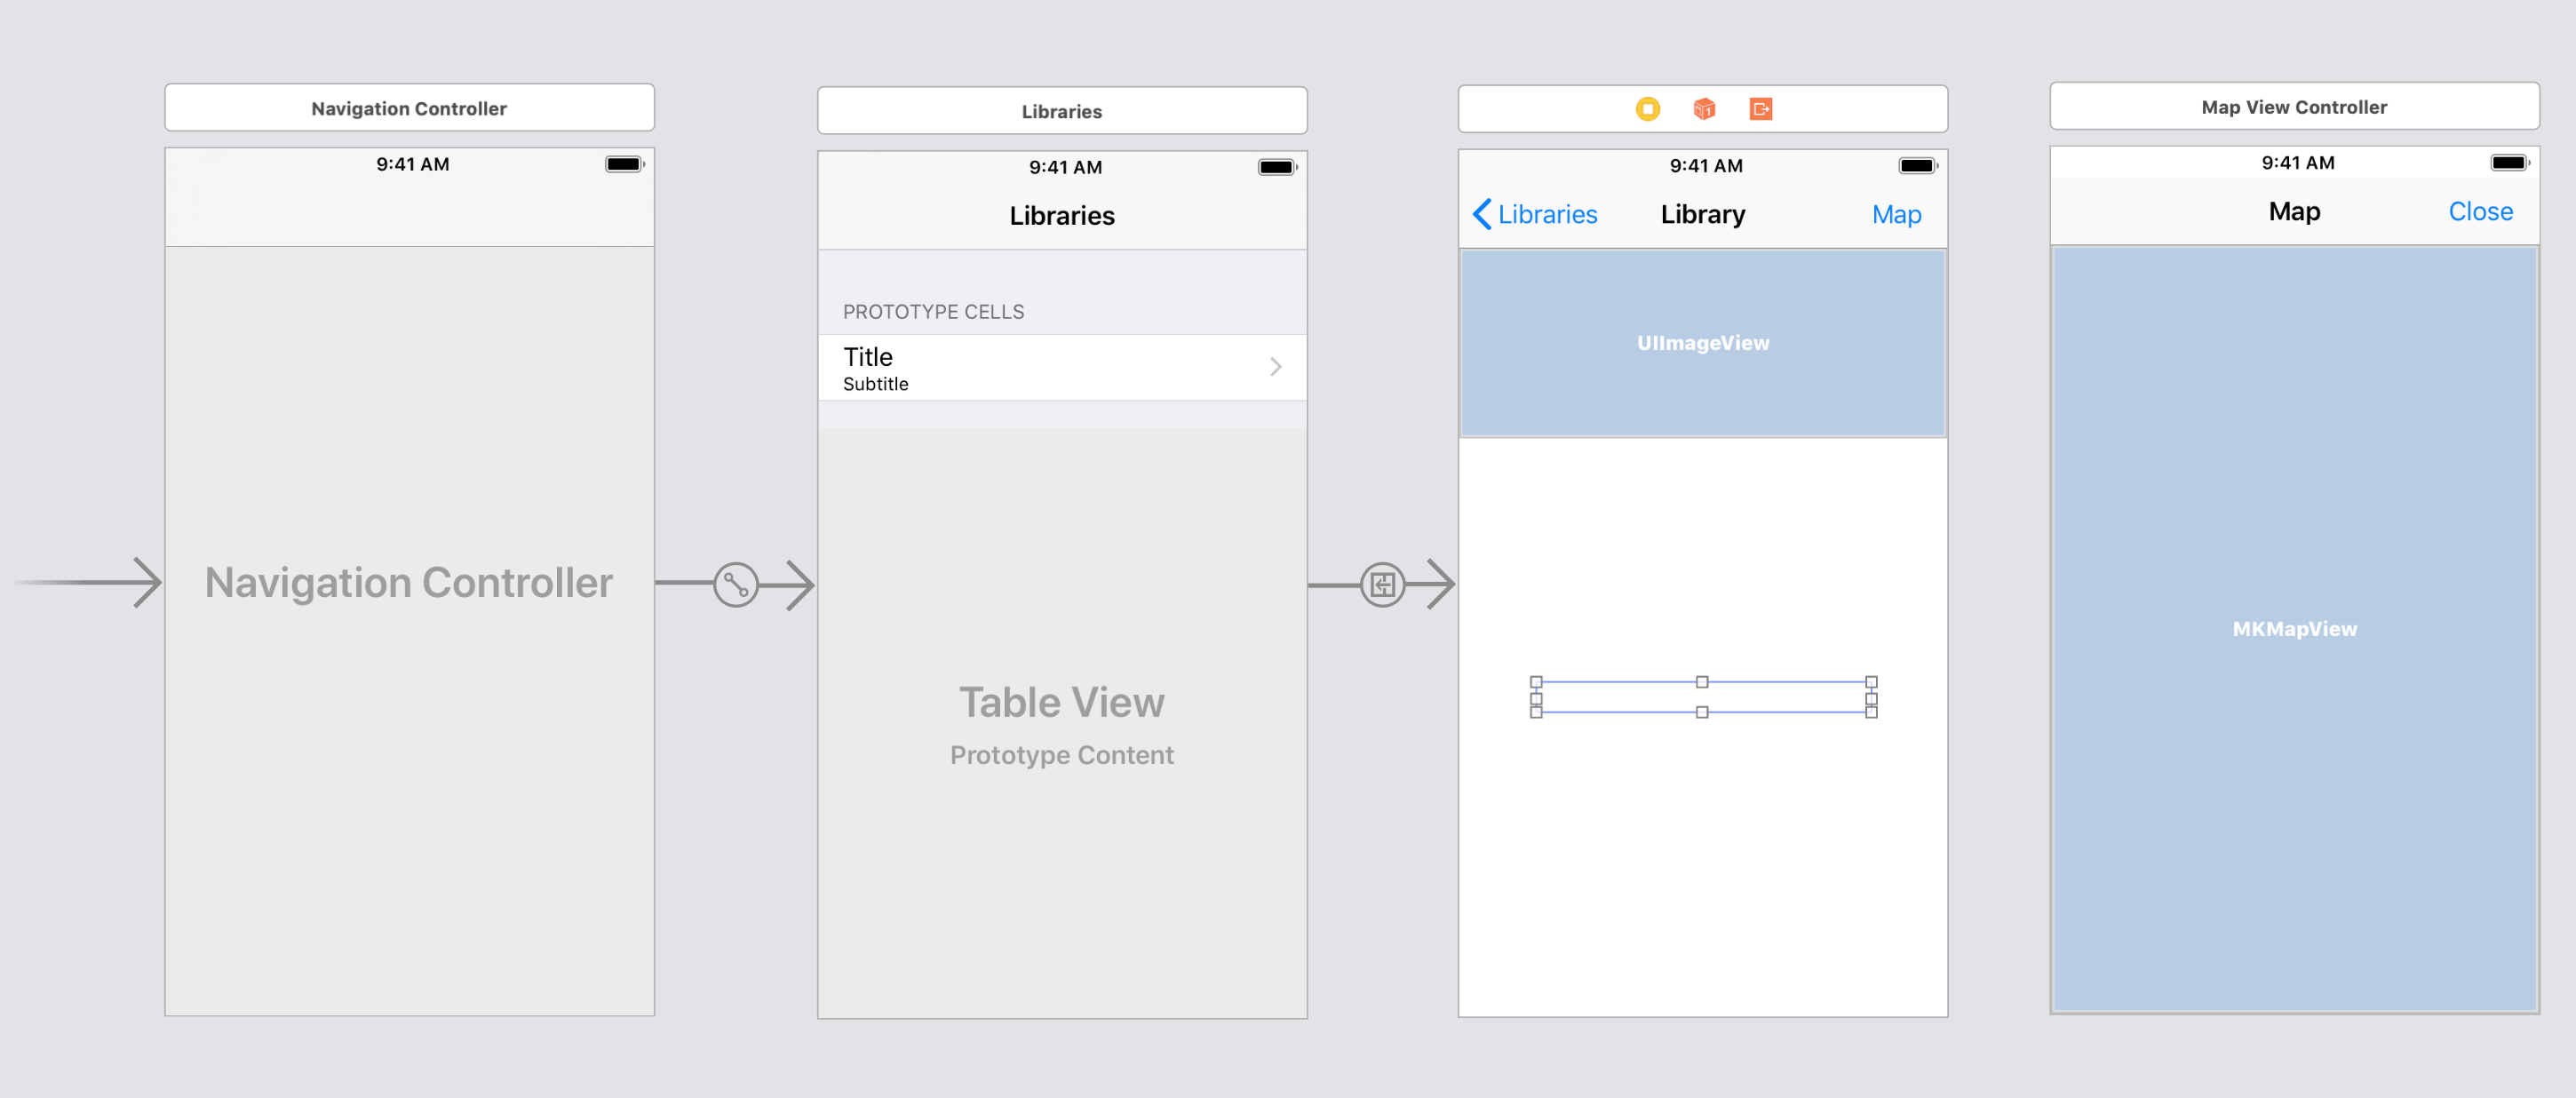 Navigation Controller
9:41 AM
Navigation Controller
Libraries
9:41 AM
Libraries
PROTOTYPE CELLS
Title
Subtitle
Table View
Prototype Content
1
9:41 AM
Libraries Library Map
UIImageView
Map View Controller
9:41 AM
Map Close
MKMapView